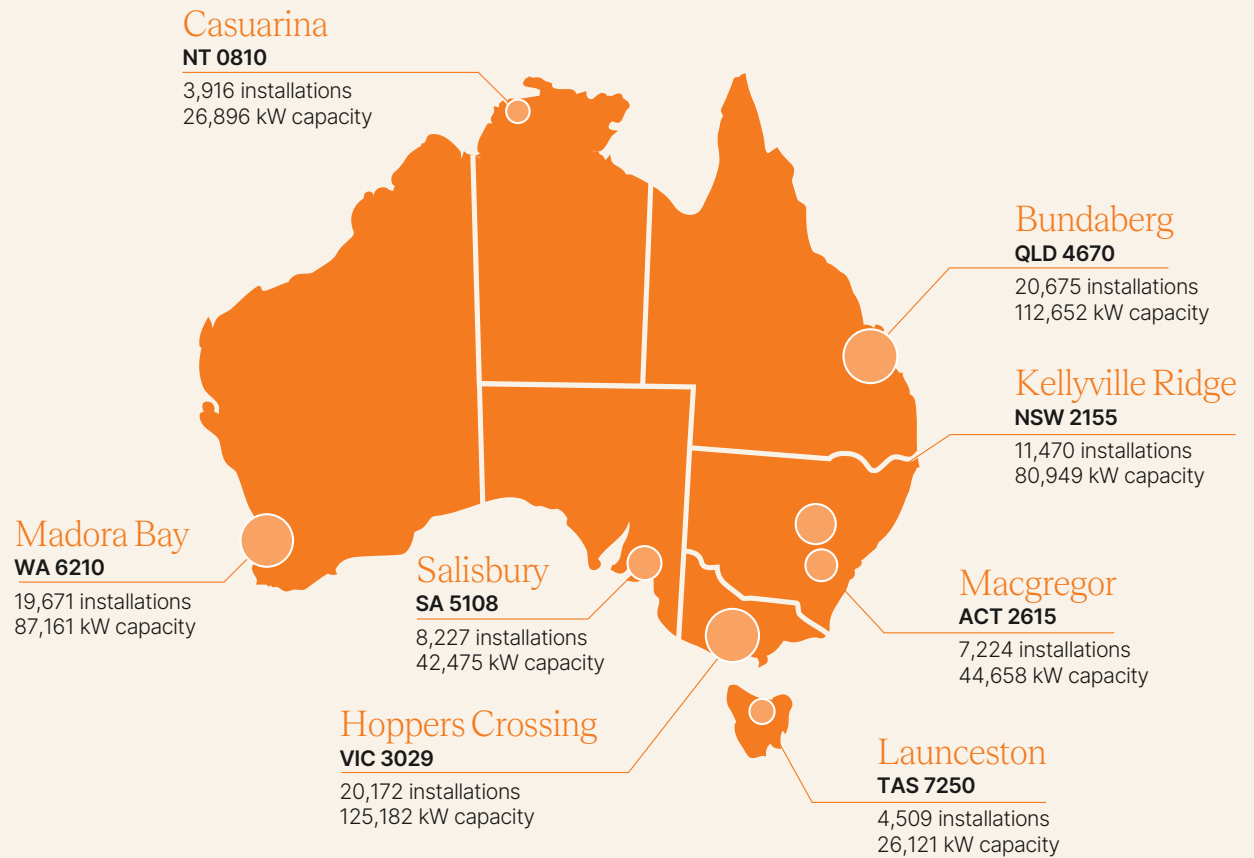 Casuarina
NT 0810
3,916 installations
26,896 kW capacity
Bundaberg
QLD 4670
20,675 installations
112,652 kW capacity
Kellyville Ridge
NSW 2155
11,470 installations
80,949 kW capacity
Madora Bay
WA 6210
19,671 installations
87,161 kW capacity
Salisbury
SA 5108
8,227 installations
42,475 kW capacity
Macgregor
ACT 2615
7,224 installations
44,658 kW capacity
Hoppers Crossing
VIC 3029
20,172 installations
125,182 kW capacity
Launceston
TAS 7250
4,509 installations
26,121 kW capacity